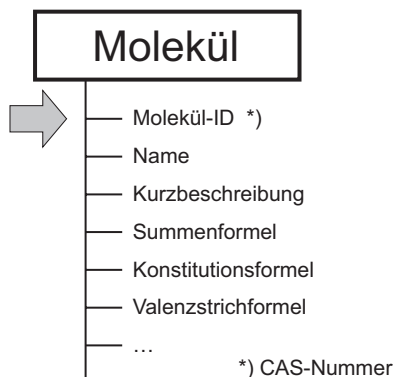 Molekül
Molekül-ID *)
Name
Kurzbeschreibung
Summenformel
Konstitutionsformel
Valenzstrichformel
…
*) CAS-Nummer